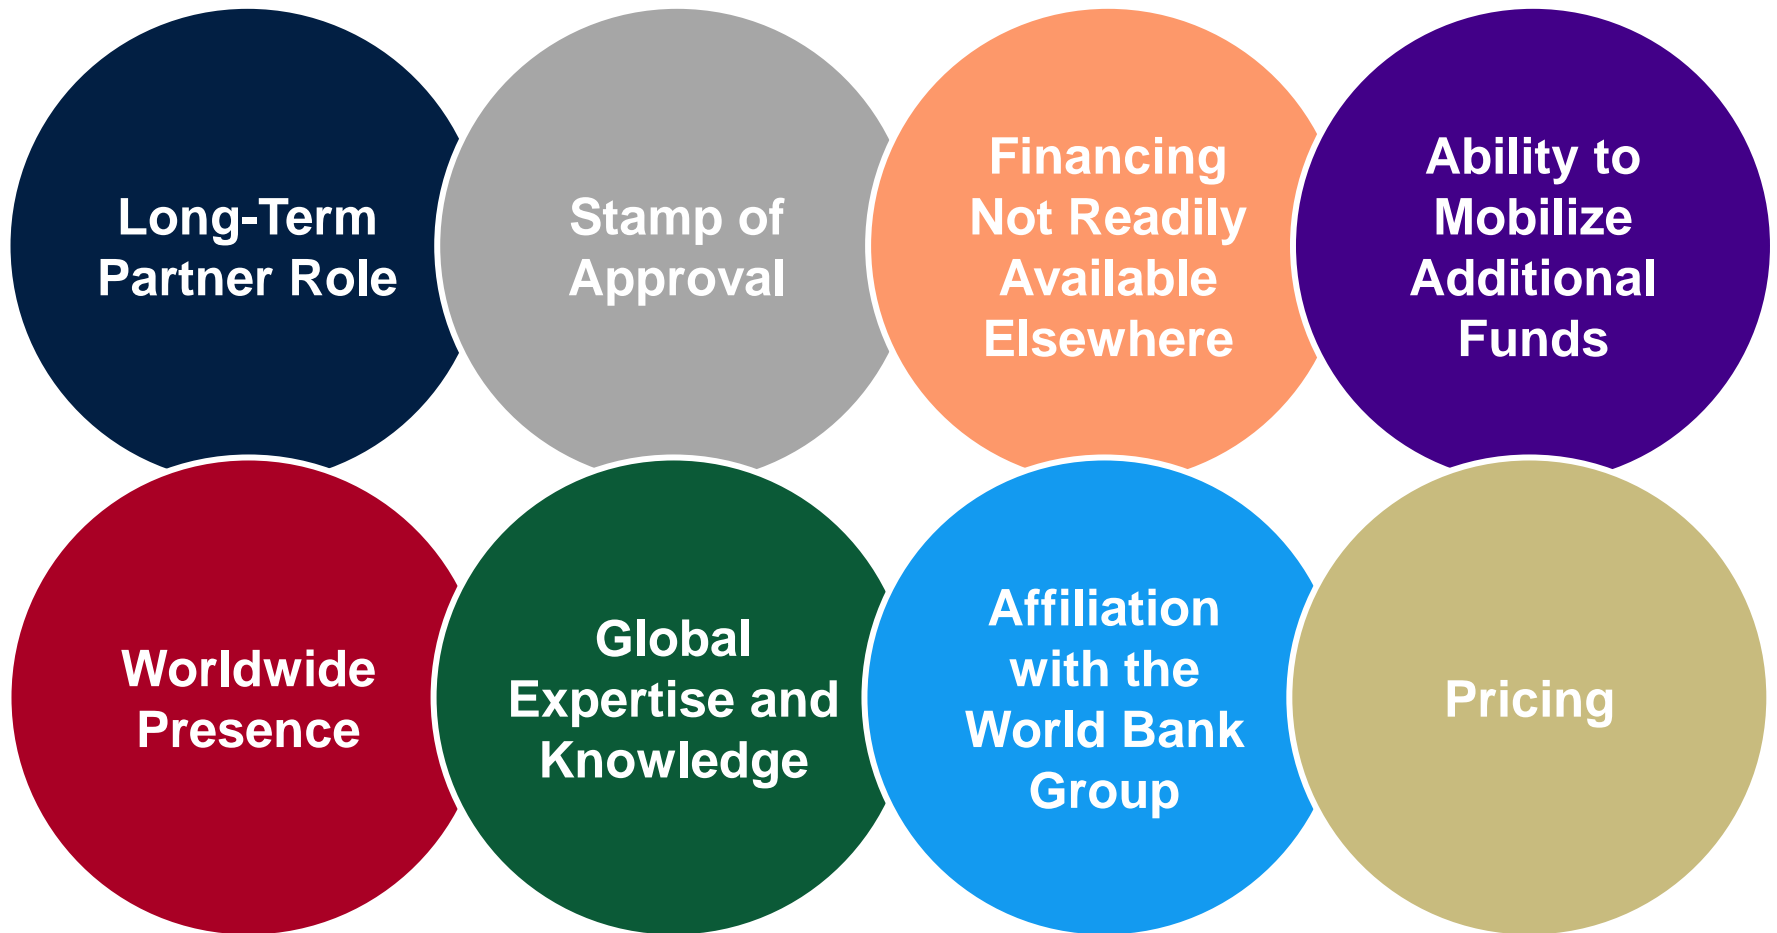 Long-Term
Partner Role
Stamp of
Approval
Financing
Not Readily
Available
Elsewhere
Ability to
Mobilize
Additional
Funds
Worldwide
Presence
Global
Expertise and
Knowledge
Affiliation
with the
World Bank
Group
Pricing